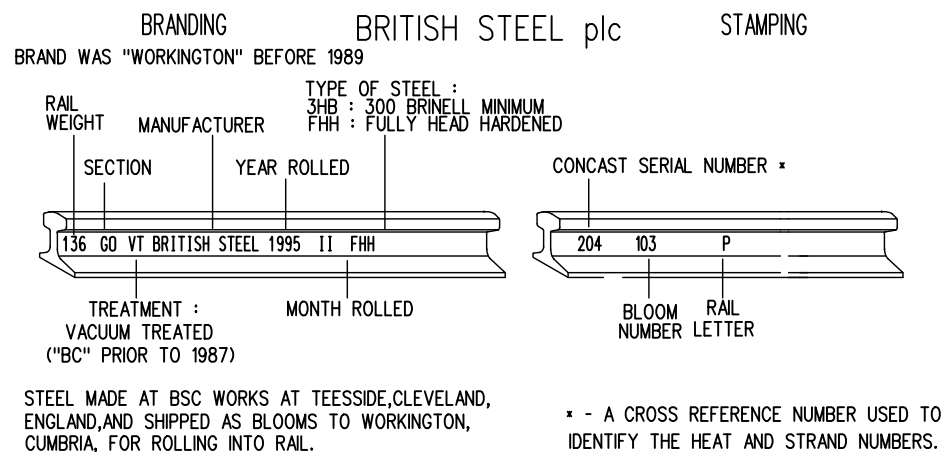 BRANDING
BRITISH STEEL plc
STAMPING
BRAND WAS "WORKINGTON" BEFORE 1989
TYPE OF STEEL :
3HB : 300 BRINELL MINIMUM
FHH : FULLY HEAD HARDENED
RAIL
WEIGHT
MANUFACTURER
SECTION
YEAR ROLLED
CONCAST SERIAL NUMBER *
136 GO VT BRITISH STEEL 1995 II FHH
204 103 P
TREATMENT :
VACUUM TREATED
("BC" PRIOR TO 1987)
MONTH ROLLED
BLOOM
NUMBER
RAIL
LETTER
STEEL MADE AT BSC WORKS AT TEESSIDE,CLEVELAND,
ENGLAND,AND SHIPPED AS BLOOMS TO WORKINGTON,
CUMBRIA, FOR ROLLING INTO RAIL.
* - A CROSS REFERENCE NUMBER USED TO
IDENTIFY THE HEAT AND STRAND NUMBERS.